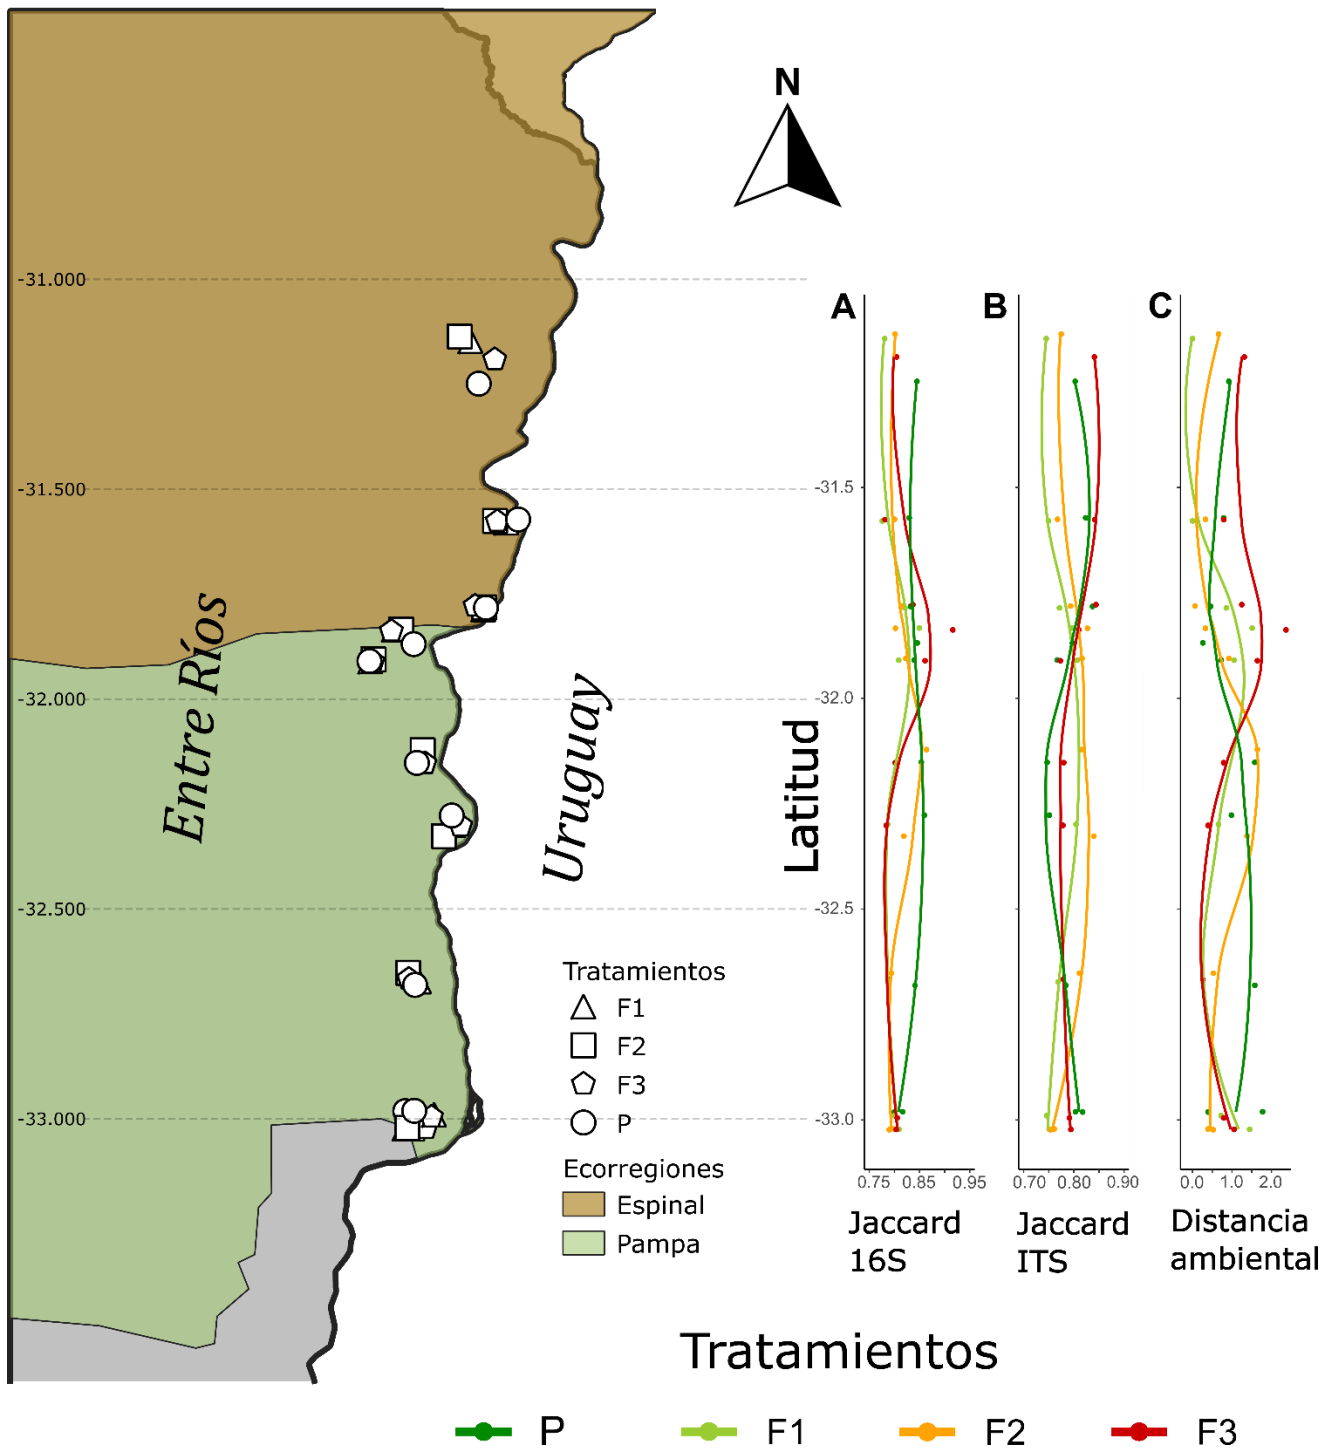 N
-31.000
-31.500
-32.000
-32.500
-33.000
Entre Ríos
Uruguay
Tratamientos
F1
F2
F3
P
Ecorregiones
Espinal
Pampa
A
B
C
Latitud
-31.5
-32.0
-32.5
-33.0
0.75 0.85 0.95
0.70 0.80 0.90
0.0 1.0 2.0
Jaccard
16S
Jaccard
ITS
Distancia
ambiental
Tratamientos
P F1 F2 F3